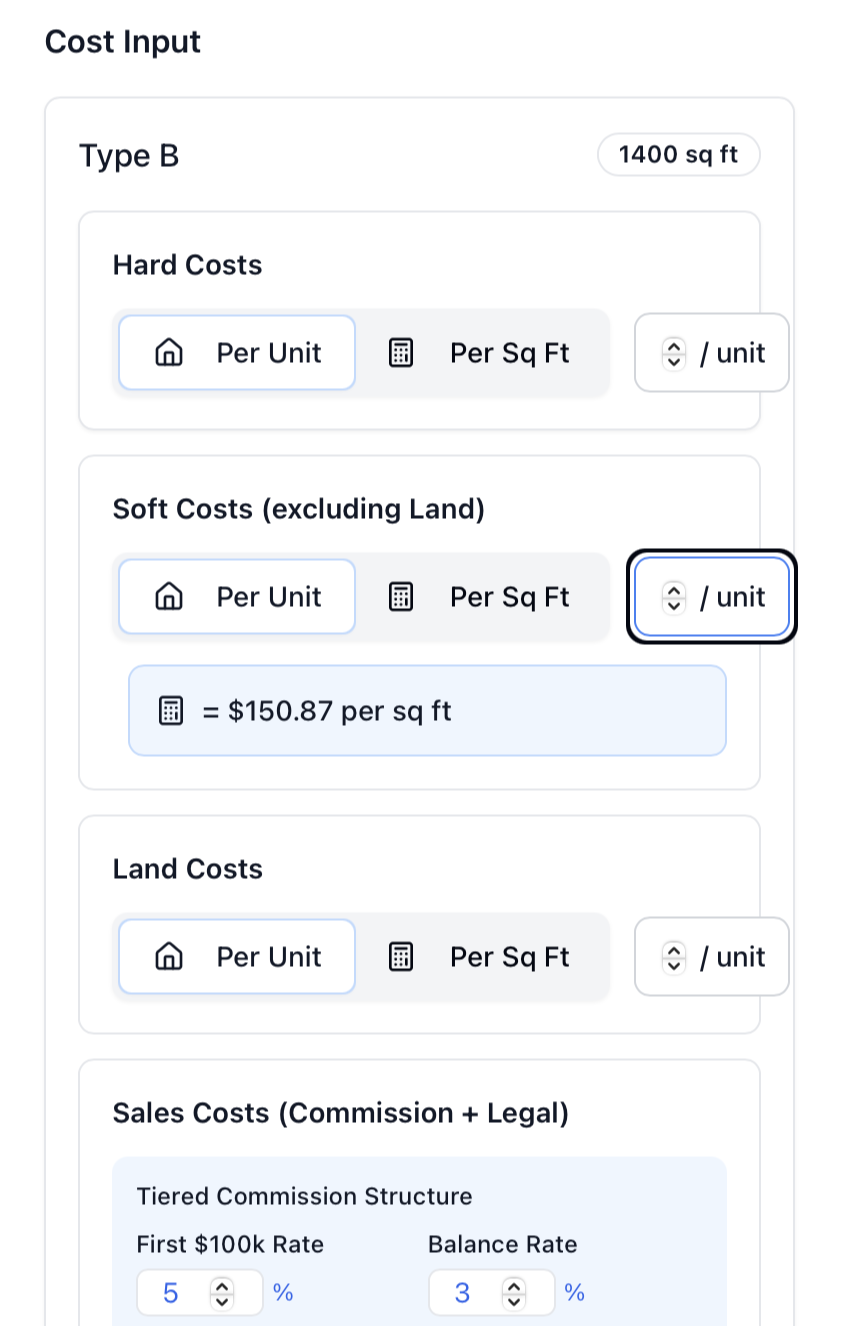 Cost Input
Type B 1400 sq ft
Hard Costs
Per Unit Per Sq Ft / unit
Soft Costs (excluding Land)
Per Unit Per Sq Ft / unit
= $150.87 per sq ft
Land Costs
Per Unit Per Sq Ft / unit
Sales Costs (Commission + Legal)
Tiered Commission Structure
First $100k Rate Balance Rate
5 % 3 %